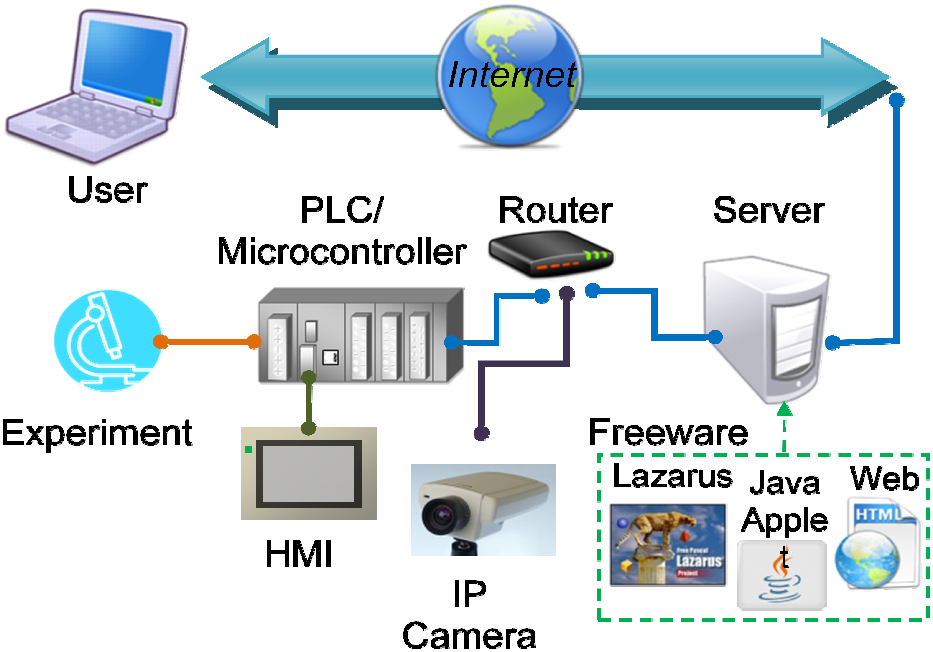 Internet
User
PLC/
Microcontroller
Router
Server
Experiment
HMI
IP
Camera
Freeware
Lazarus
Java
Apple
t
Web
Free Pascal
Lazarus
Project
HTML